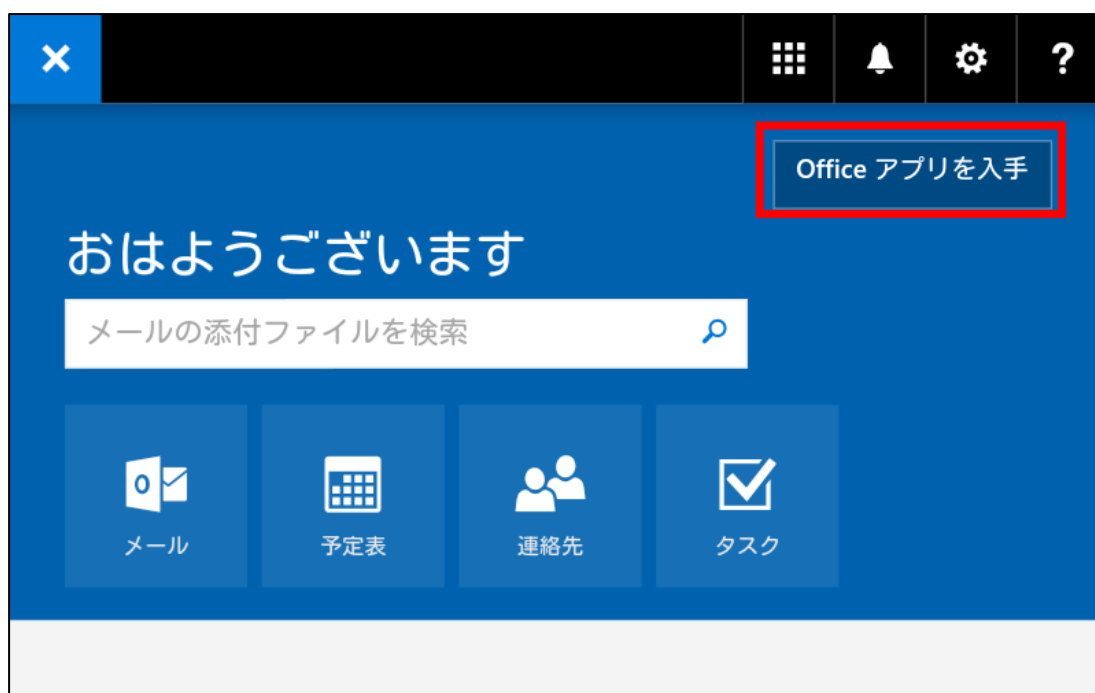 ?
Office アプリを入手
おはようございます
メールの添付ファイルを検索
メール
予定表
連絡先
タスク